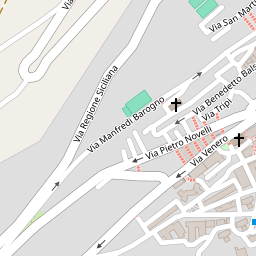 Via San Mart
Via
Via Regione Siciliana
Via Benedetto Bals
Via Manfredi Barogno
Via Tripi
Via Pietro Novelli
Via Venero